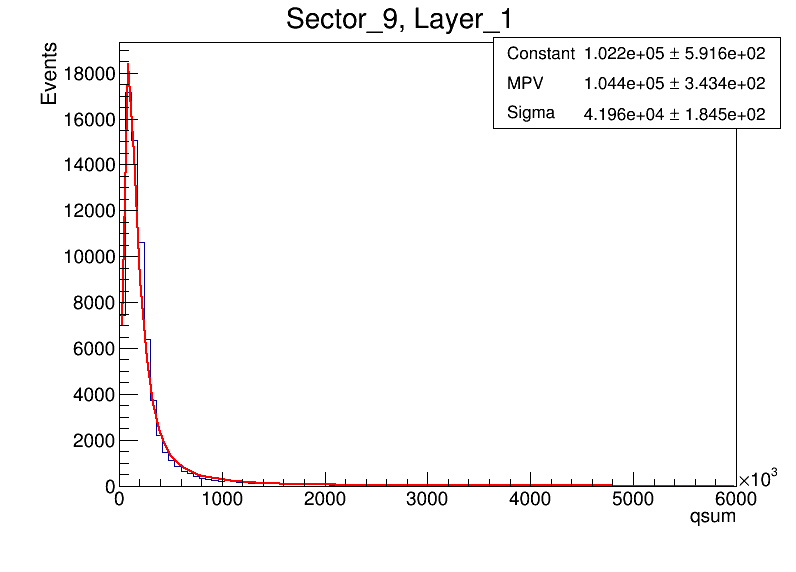 Sector_9, Layer_1
Constant 1.022e+05 ± 5.916e+02
MPV 1.044e+05 ± 3.434e+02
Sigma 4.196e+04 ± 1.845e+02
Events
18000
16000
14000
12000
10000
8000
6000
4000
2000
0
0 1000 2000 3000 4000 5000 6000
×10³
qsum